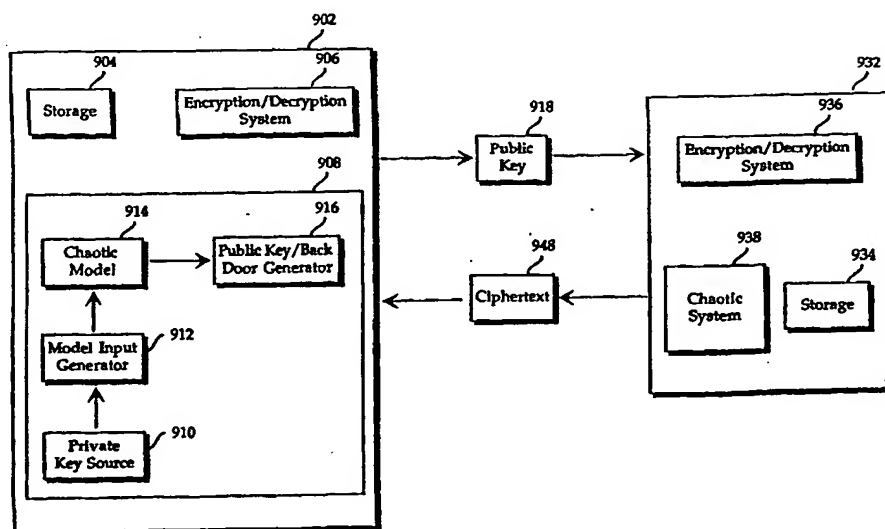 902
904
906
Storage
Encryption/Decryption
System
908
914
916
Chaotic
Model
Public Key/Back
Door Generator
912
Model Input
Generator
910
Private
Key Source
918
Public
Key
948
Ciphertext
932
936
Encryption/Decryption
System
938
934
Chaotic
System
Storage